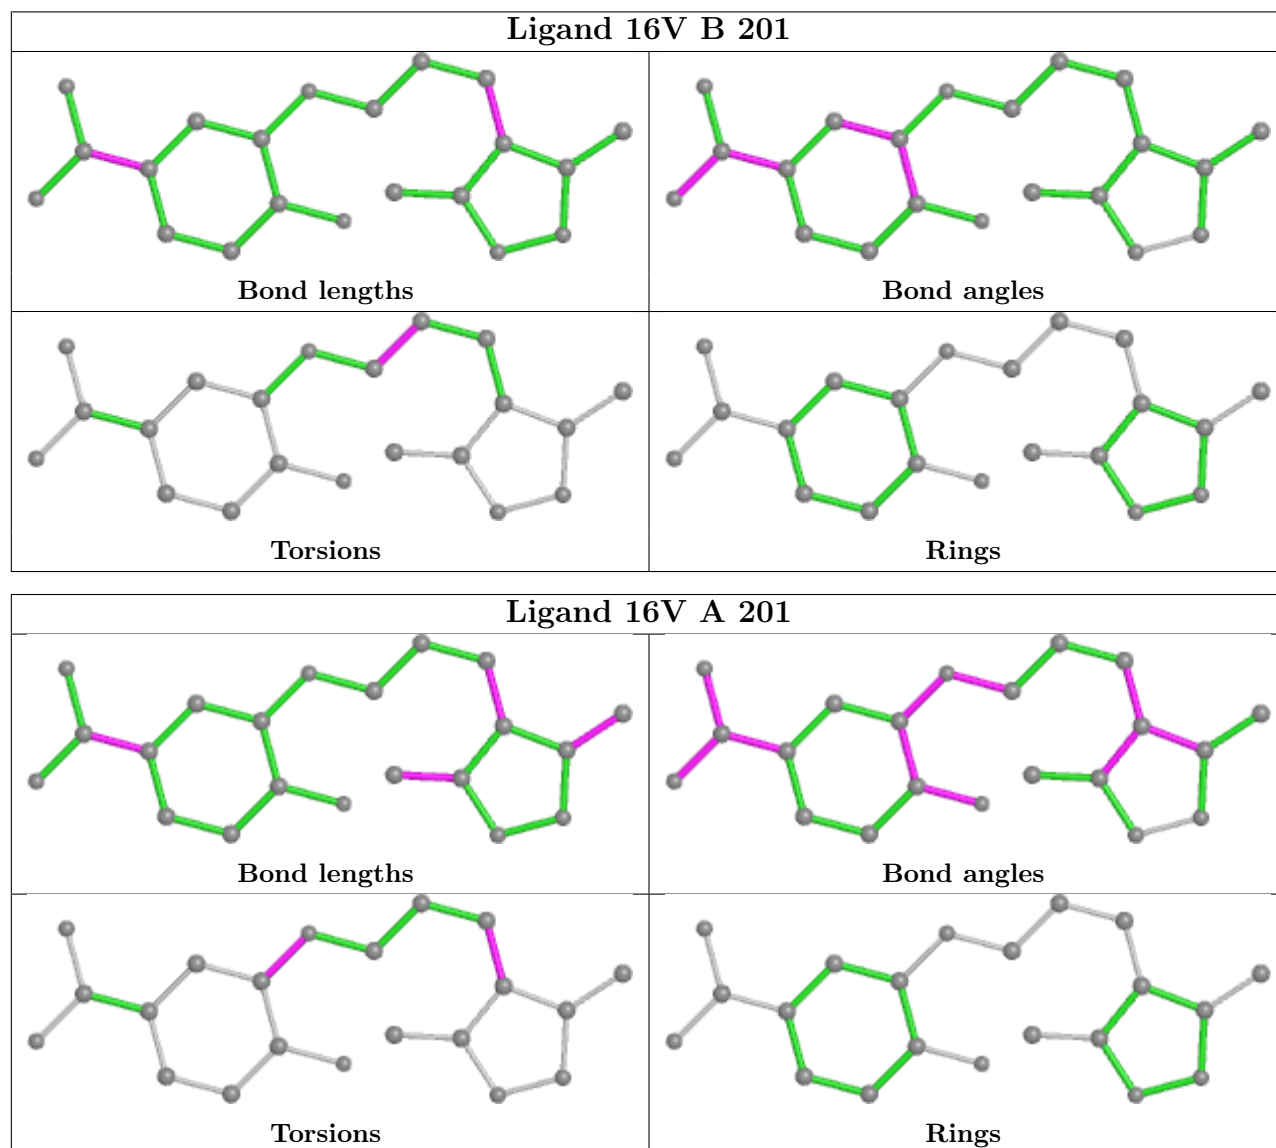 Ligand 16V B 201
Bond lengths
Bond angles
Torsions
Rings
Ligand 16V A 201
Bond lengths
Bond angles
Torsions
Rings